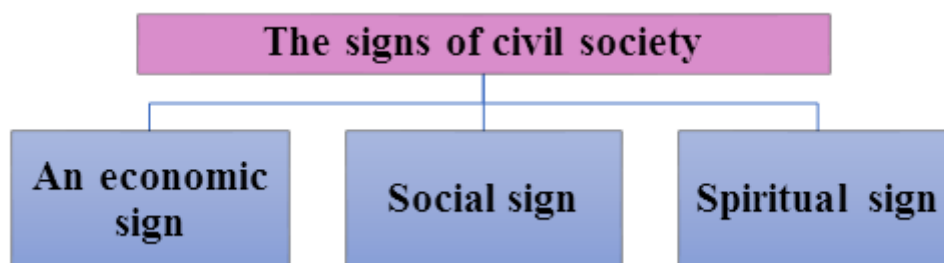 The signs of civil society
An economic
sign
Social sign
Spiritual sign